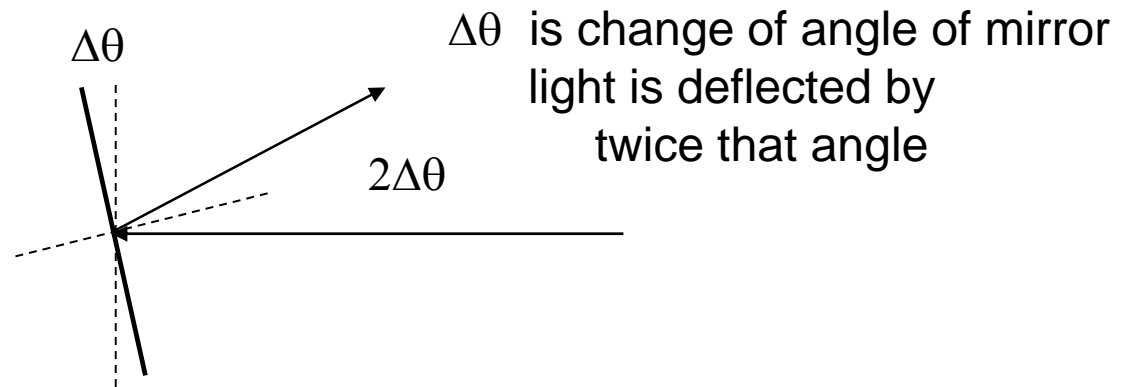 Δθ
Δθ is change of angle of mirror
light is deflected by
twice that angle
2Δθ